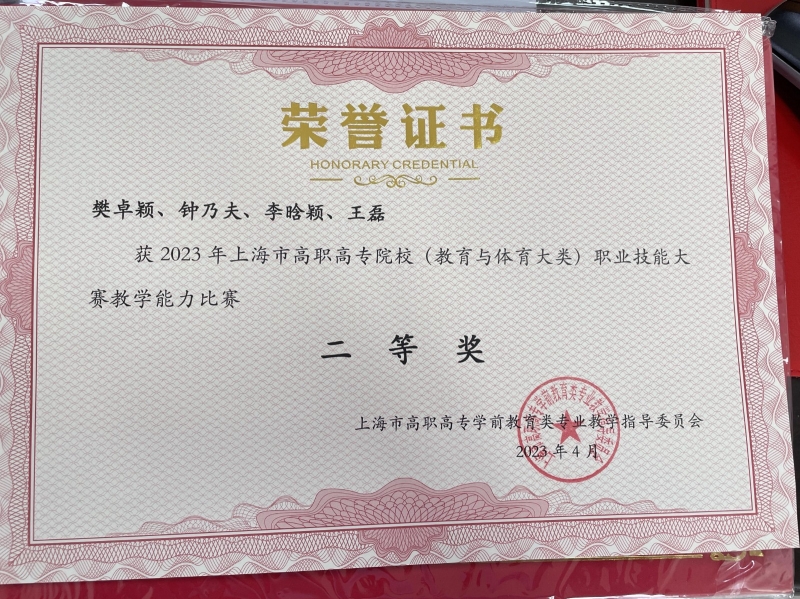 荣誉证书
HONORARY CREDENTIAL
樊卓颖、钟乃夫、李晗颖、王磊
获 2023 年上海市高职高专院校（教育与体育大类）职业技能大
赛教学能力比赛
二 等 奖
上海市高职高专学前教育类专业教学指导委员会
2023 年 4 月